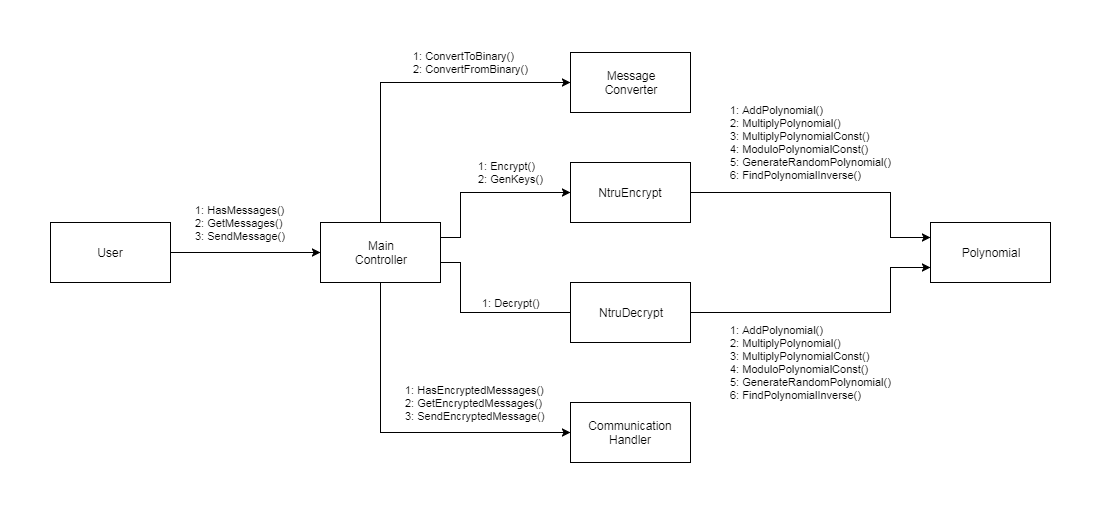 1: ConvertToBinary()
2: ConvertFromBinary()
Message
Converter
1: AddPolynomial()
2: MultiplyPolynomial()
3: MultiplyPolynomialConst()
4: ModuloPolynomialConst()
5: GenerateRandomPolynomial()
6: FindPolynomialInverse()
1: Encrypt()
2: GenKeys()
NtruEncrypt
1: HasMessages()
2: GetMessages()
3: SendMessage()
User
Main
Controller
Polynomial
1: Decrypt()
NtruDecrypt
1: AddPolynomial()
2: MultiplyPolynomial()
3: MultiplyPolynomialConst()
4: ModuloPolynomialConst()
5: GenerateRandomPolynomial()
6: FindPolynomialInverse()
1: HasEncryptedMessages()
2: GetEncryptedMessages()
3: SendEncryptedMessage()
Communication
Handler